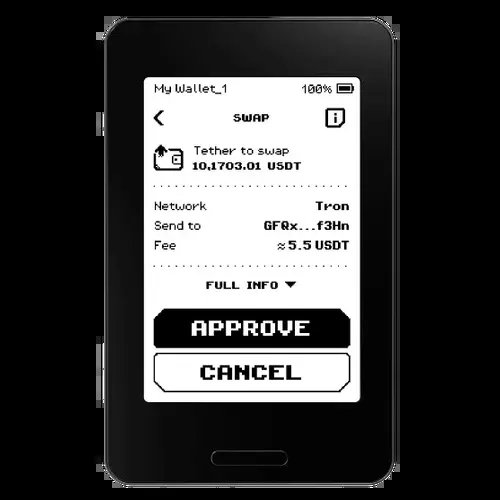 My Wallet_1 100%
SWAP
Tether to swap
10,1703.01 USDT
Network Tron
Send to GFQx...f3Hn
Fee ≈5.5 USDT
FULL INFO
APPROVE
CANCEL